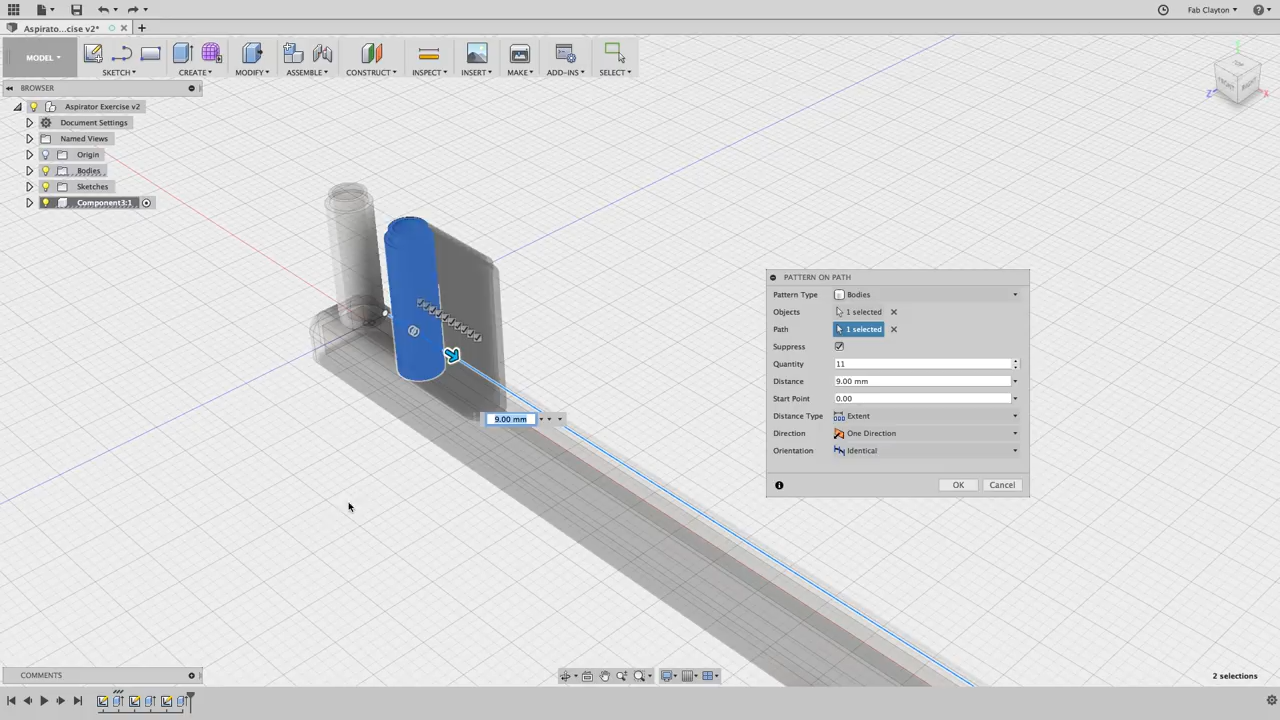 Fab Clayton
Aspirato...cise v2*
MODEL
SKETCH
CREATE
MODIFY
ASSEMBLE
CONSTRUCT
INSPECT
INSERT
MAKE
ADD-INS
SELECT
BROWSER
Aspirator Exercise v2
Document Settings
Named Views
Origin
Bodies
Sketches
Component3:1
TOP
FRONT
RIGHT
Y
Z
X
PATTERN ON PATH
Pattern Type Bodies
Objects 1 selected
Path 1 selected
Suppress
Quantity 11
Distance 9.00 mm
Start Point 0.00
Distance Type Extent
Direction One Direction
Orientation Identical
OK Cancel
9.00 mm
COMMENTS
2 selections